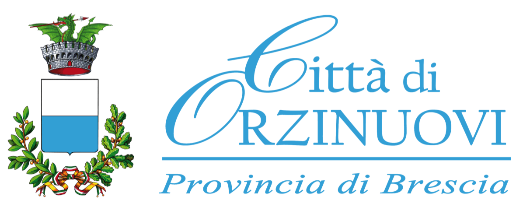 Città di
ORZINUOVI
Provincia di Brescia